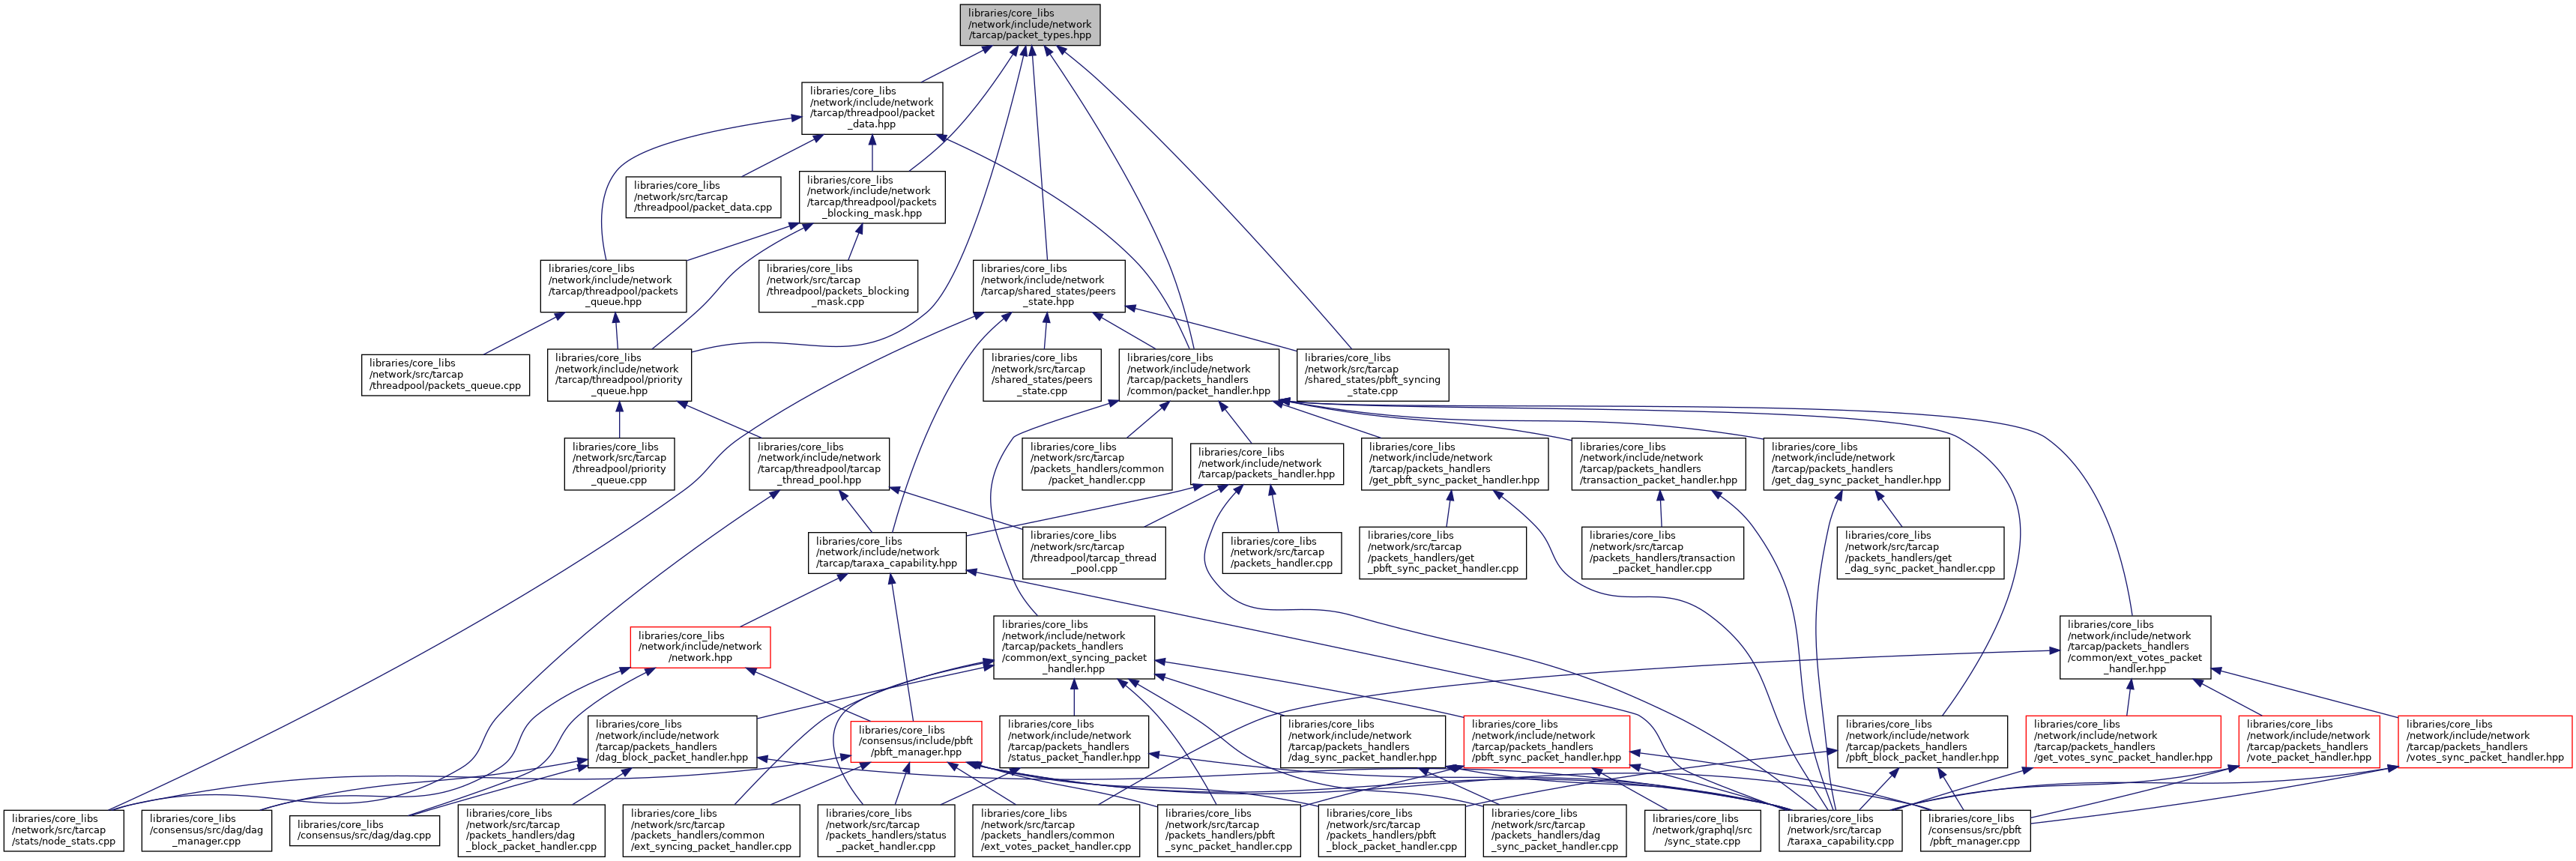 libraries/core_libs
/network/include/network
/tarcap/packet_types.hpp
libraries/core_libs
/network/include/network
/tarcap/threadpool/packet
_data.hpp
libraries/core_libs
/network/src/tarcap
/threadpool/packet_data.cpp
libraries/core_libs
/network/include/network
/tarcap/threadpool/packets
_blocking_mask.hpp
libraries/core_libs
/network/include/network
/tarcap/threadpool/packets
_queue.hpp
libraries/core_libs
/network/src/tarcap
/threadpool/packets_blocking
_mask.cpp
libraries/core_libs
/network/include/network
/tarcap/shared_states/peers
_state.hpp
libraries/core_libs
/network/src/tarcap
/threadpool/packets_queue.cpp
libraries/core_libs
/network/include/network
/tarcap/threadpool/priority
_queue.hpp
libraries/core_libs
/network/src/tarcap
/shared_states/peers
_state.cpp
libraries/core_libs
/network/include/network
/tarcap/packets_handlers
/common/packet_handler.hpp
libraries/core_libs
/network/src/tarcap
/shared_states/pbft_syncing
_state.cpp
libraries/core_libs
/network/src/tarcap
/threadpool/priority
_queue.cpp
libraries/core_libs
/network/include/network
/tarcap/threadpool/tarcap
_thread_pool.hpp
libraries/core_libs
/network/src/tarcap
/packets_handlers/common
/packet_handler.cpp
libraries/core_libs
/network/include/network
/tarcap/packets_handler.hpp
libraries/core_libs
/network/include/network
/tarcap/packets_handlers
/get_pbft_sync_packet_handler.hpp
libraries/core_libs
/network/include/network
/tarcap/packets_handlers
/transaction_packet_handler.hpp
libraries/core_libs
/network/include/network
/tarcap/packets_handlers
/get_dag_sync_packet_handler.hpp
libraries/core_libs
/network/include/network
/tarcap/taraxa_capability.hpp
libraries/core_libs
/network/src/tarcap
/threadpool/tarcap_thread
_pool.cpp
libraries/core_libs
/network/src/tarcap
/packets_handler.cpp
libraries/core_libs
/network/src/tarcap
/packets_handlers/get
_pbft_sync_packet_handler.cpp
libraries/core_libs
/network/src/tarcap
/packets_handlers/transaction
_packet_handler.cpp
libraries/core_libs
/network/src/tarcap
/packets_handlers/get
_dag_sync_packet_handler.cpp
libraries/core_libs
/network/include/network
/network.hpp
libraries/core_libs
/network/include/network
/tarcap/packets_handlers
/common/ext_syncing_packet
_handler.hpp
libraries/core_libs
/network/include/network
/tarcap/packets_handlers
/common/ext_votes_packet
_handler.hpp
libraries/core_libs
/network/include/network
/tarcap/packets_handlers
/dag_block_packet_handler.hpp
libraries/core_libs
/consensus/include/pbft
/pbft_manager.hpp
libraries/core_libs
/network/include/network
/tarcap/packets_handlers
/status_packet_handler.hpp
libraries/core_libs
/network/include/network
/tarcap/packets_handlers
/dag_sync_packet_handler.hpp
libraries/core_libs
/network/include/network
/tarcap/packets_handlers
/pbft_sync_packet_handler.hpp
libraries/core_libs
/network/include/network
/tarcap/packets_handlers
/pbft_block_packet_handler.hpp
libraries/core_libs
/network/include/network
/tarcap/packets_handlers
/get_votes_sync_packet_handler.hpp
libraries/core_libs
/network/include/network
/tarcap/packets_handlers
/vote_packet_handler.hpp
libraries/core_libs
/network/include/network
/tarcap/packets_handlers
/votes_sync_packet_handler.hpp
libraries/core_libs
/network/src/tarcap
/stats/node_stats.cpp
libraries/core_libs
/consensus/src/dag/dag
_manager.cpp
libraries/core_libs
/consensus/src/dag/dag.cpp
libraries/core_libs
/network/src/tarcap
/packets_handlers/dag
_block_packet_handler.cpp
libraries/core_libs
/network/src/tarcap
/packets_handlers/common
/ext_syncing_packet_handler.cpp
libraries/core_libs
/network/src/tarcap
/packets_handlers/status
_packet_handler.cpp
libraries/core_libs
/network/src/tarcap
/packets_handlers/common
/ext_votes_packet_handler.cpp
libraries/core_libs
/network/src/tarcap
/packets_handlers/pbft
_sync_packet_handler.cpp
libraries/core_libs
/network/src/tarcap
/packets_handlers/pbft
_block_packet_handler.cpp
libraries/core_libs
/network/src/tarcap
/packets_handlers/dag
_sync_packet_handler.cpp
libraries/core_libs
/network/graphql/src
/sync_state.cpp
libraries/core_libs
/network/src/tarcap
/taraxa_capability.cpp
libraries/core_libs
/consensus/src/pbft
/pbft_manager.cpp